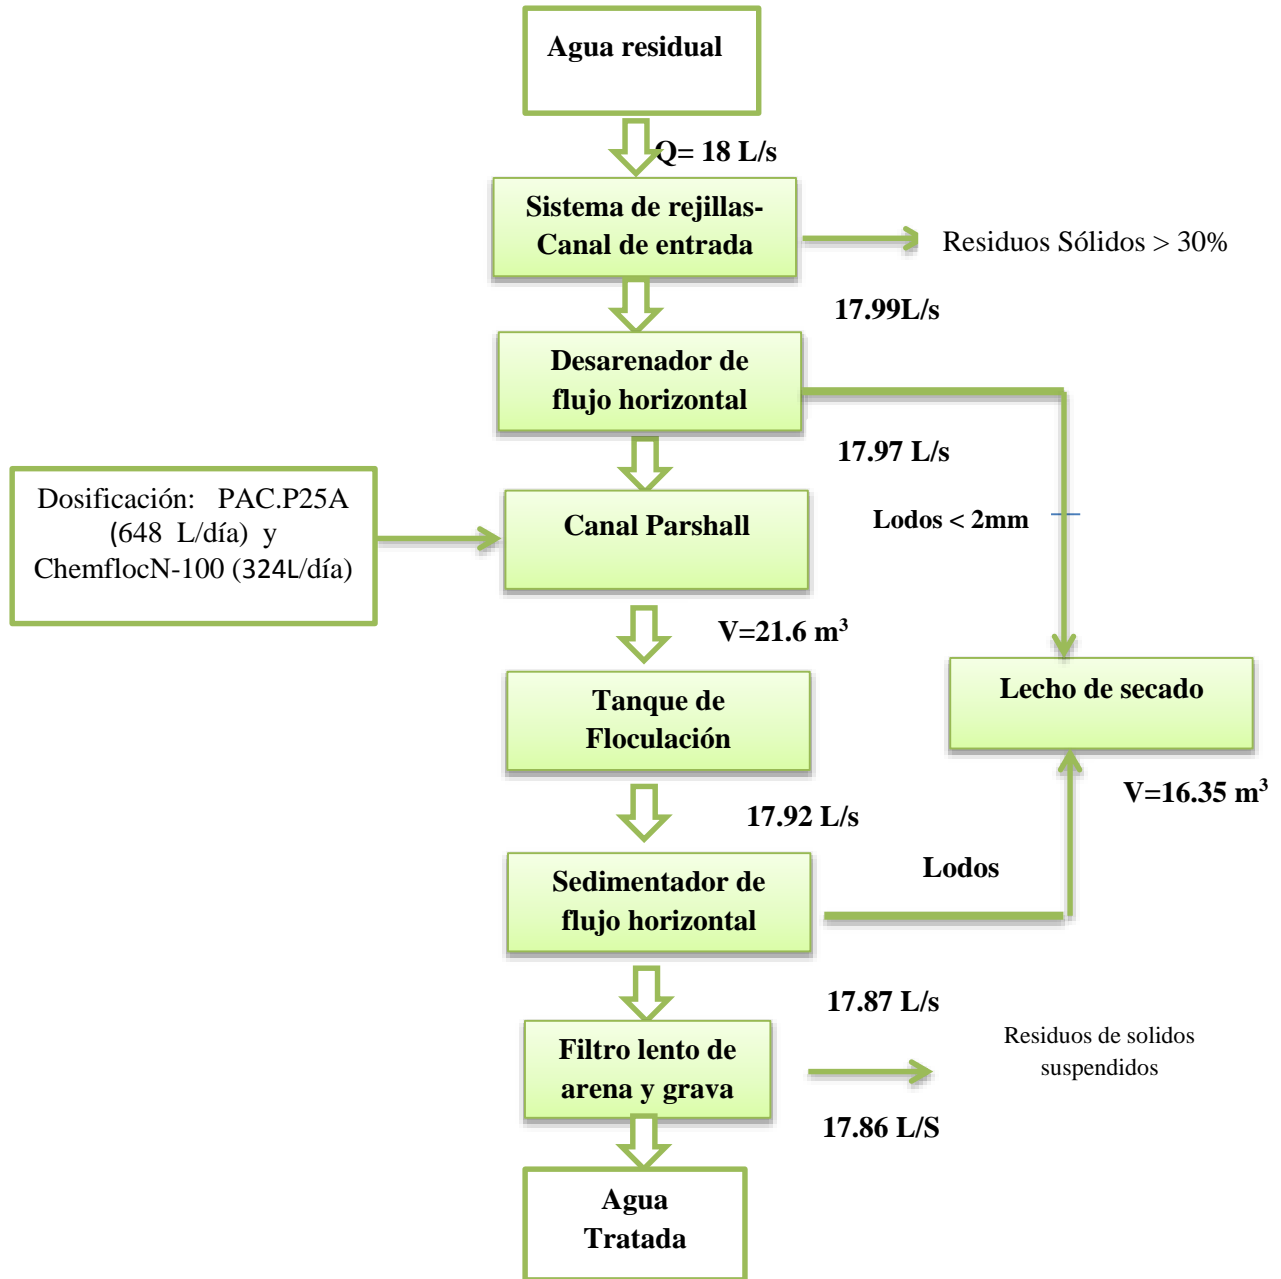 Agua residual
Q= 18 L/s
Sistema de rejillas-
Canal de entrada
Residuos Sólidos > 30%
17.99L/s
Desarenador de
flujo horizontal
17.97 L/s
Dosificación: PAC.P25A
(648 L/día) y
ChemflocN-100 (324L/día)
Canal Parshall
Lodos < 2mm
V=21.6 m³
Tanque de
Floculación
Lecho de secado
V=16.35 m³
17.92 L/s
Sedimentador de
flujo horizontal
Lodos
17.87 L/s
Filtro lento de
arena y grava
Residuos de solidos
suspendidos
17.86 L/S
Agua
Tratada